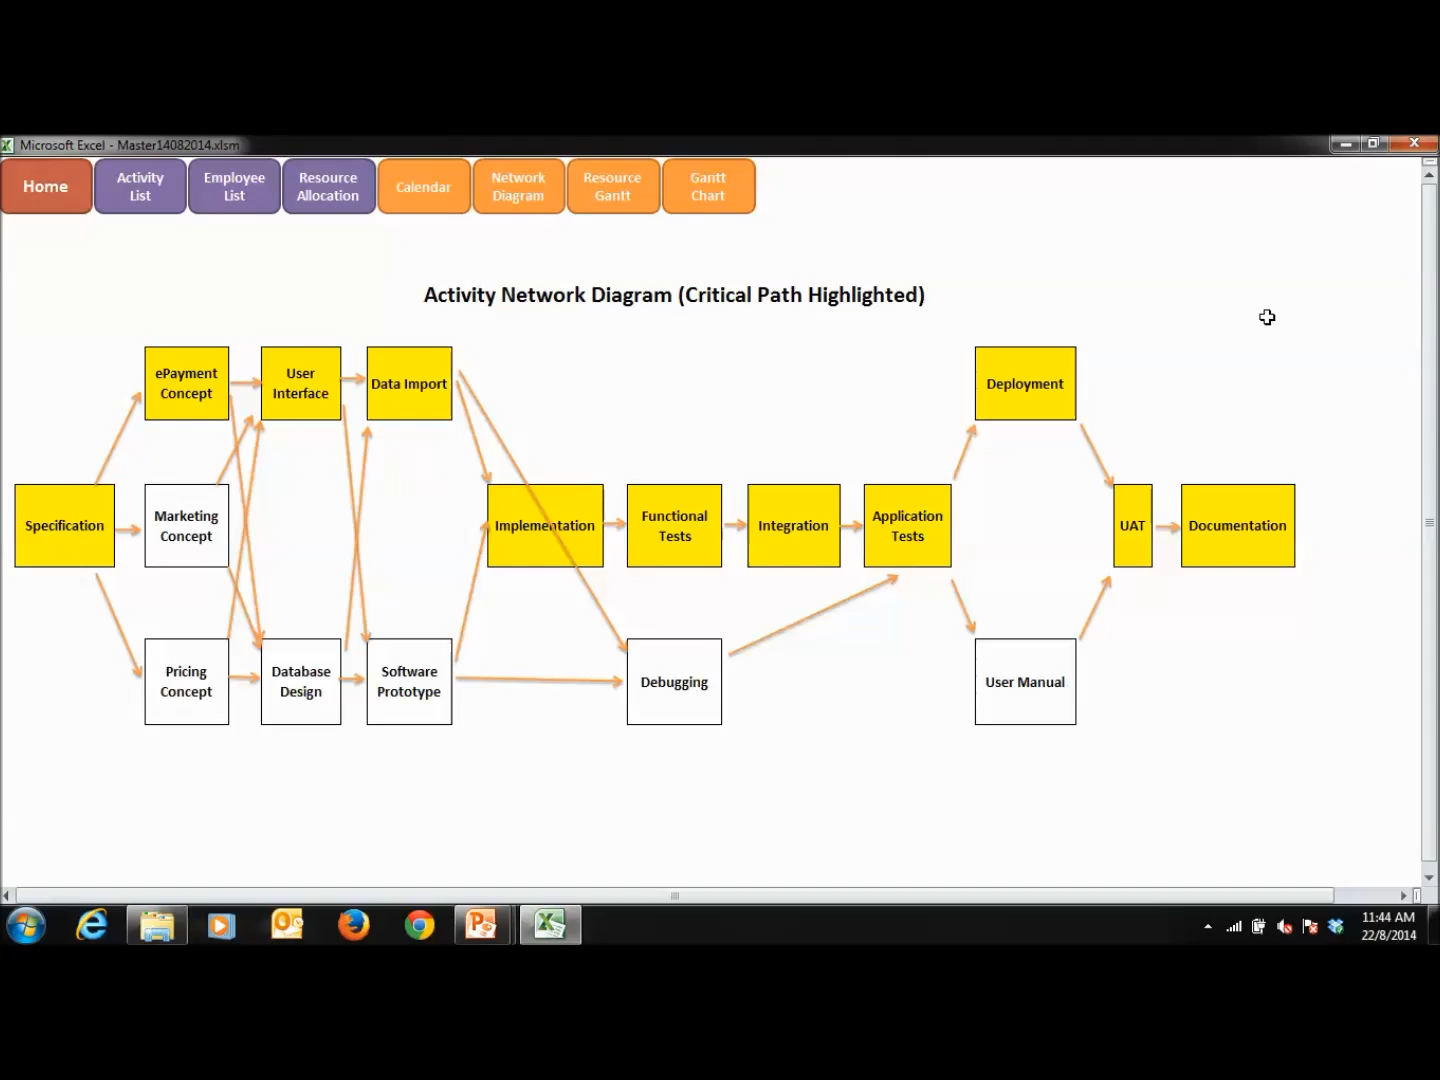 Microsoft Excel - Master14082014.xlsm
Home
Activity
List
Employee
List
Resource
Allocation
Calendar
Network
Diagram
Resource
Gantt
Gantt
Chart
Activity Network Diagram (Critical Path Highlighted)
ePayment
Concept
User
Interface
Data Import
Deployment
Specification
Marketing
Concept
Implementation
Functional
Tests
Integration
Application
Tests
UAT
Documentation
Pricing
Concept
Database
Design
Software
Prototype
Debugging
User Manual
11:44 AM
22/8/2014